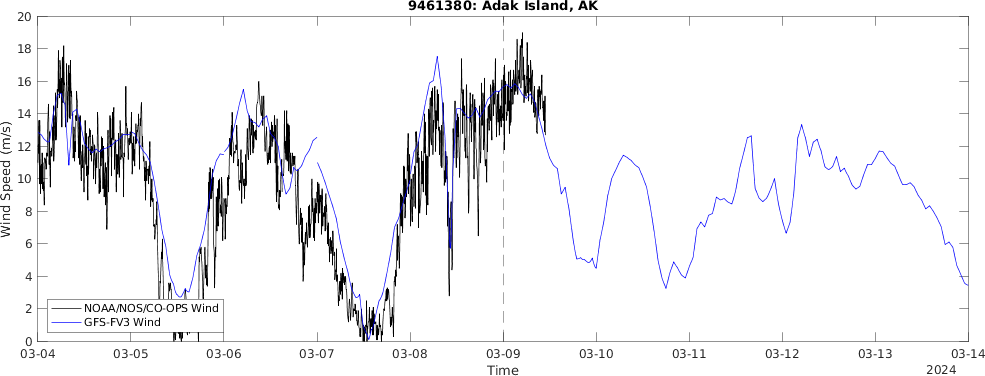 9461380: Adak Island, AK
Wind Speed (m/s)
20
18
16
14
12
10
8
6
4
2
0
NOAA/NOS/CO-OPS Wind
GFS-FV3 Wind
03-04 03-05 03-06 03-07 03-08 03-09 03-10 03-11 03-12 03-13 03-14
Time
2024